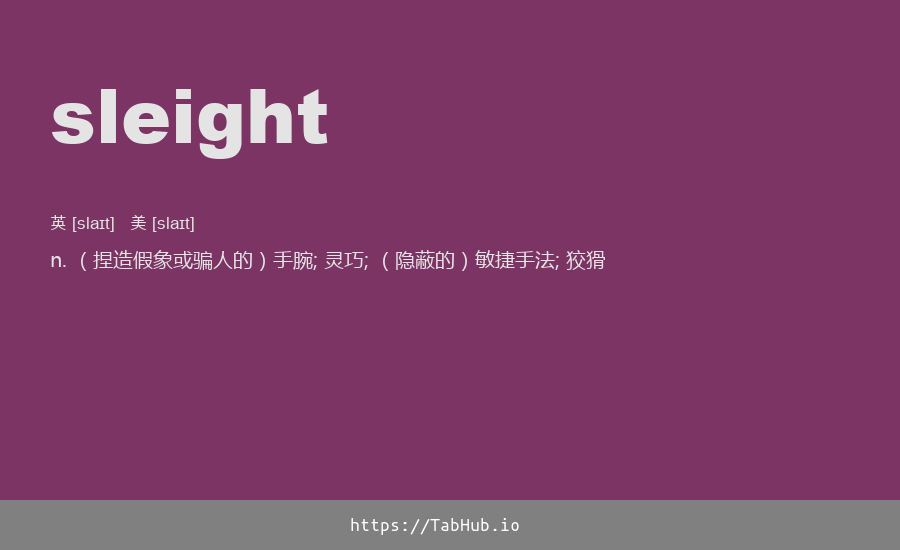 sleight
英 [slaɪt] 美 [slaɪt]
n. （捏造假象或骗人的）手腕; 灵巧; （隐蔽的）敏捷手法; 狡猾
https://TabHub.io